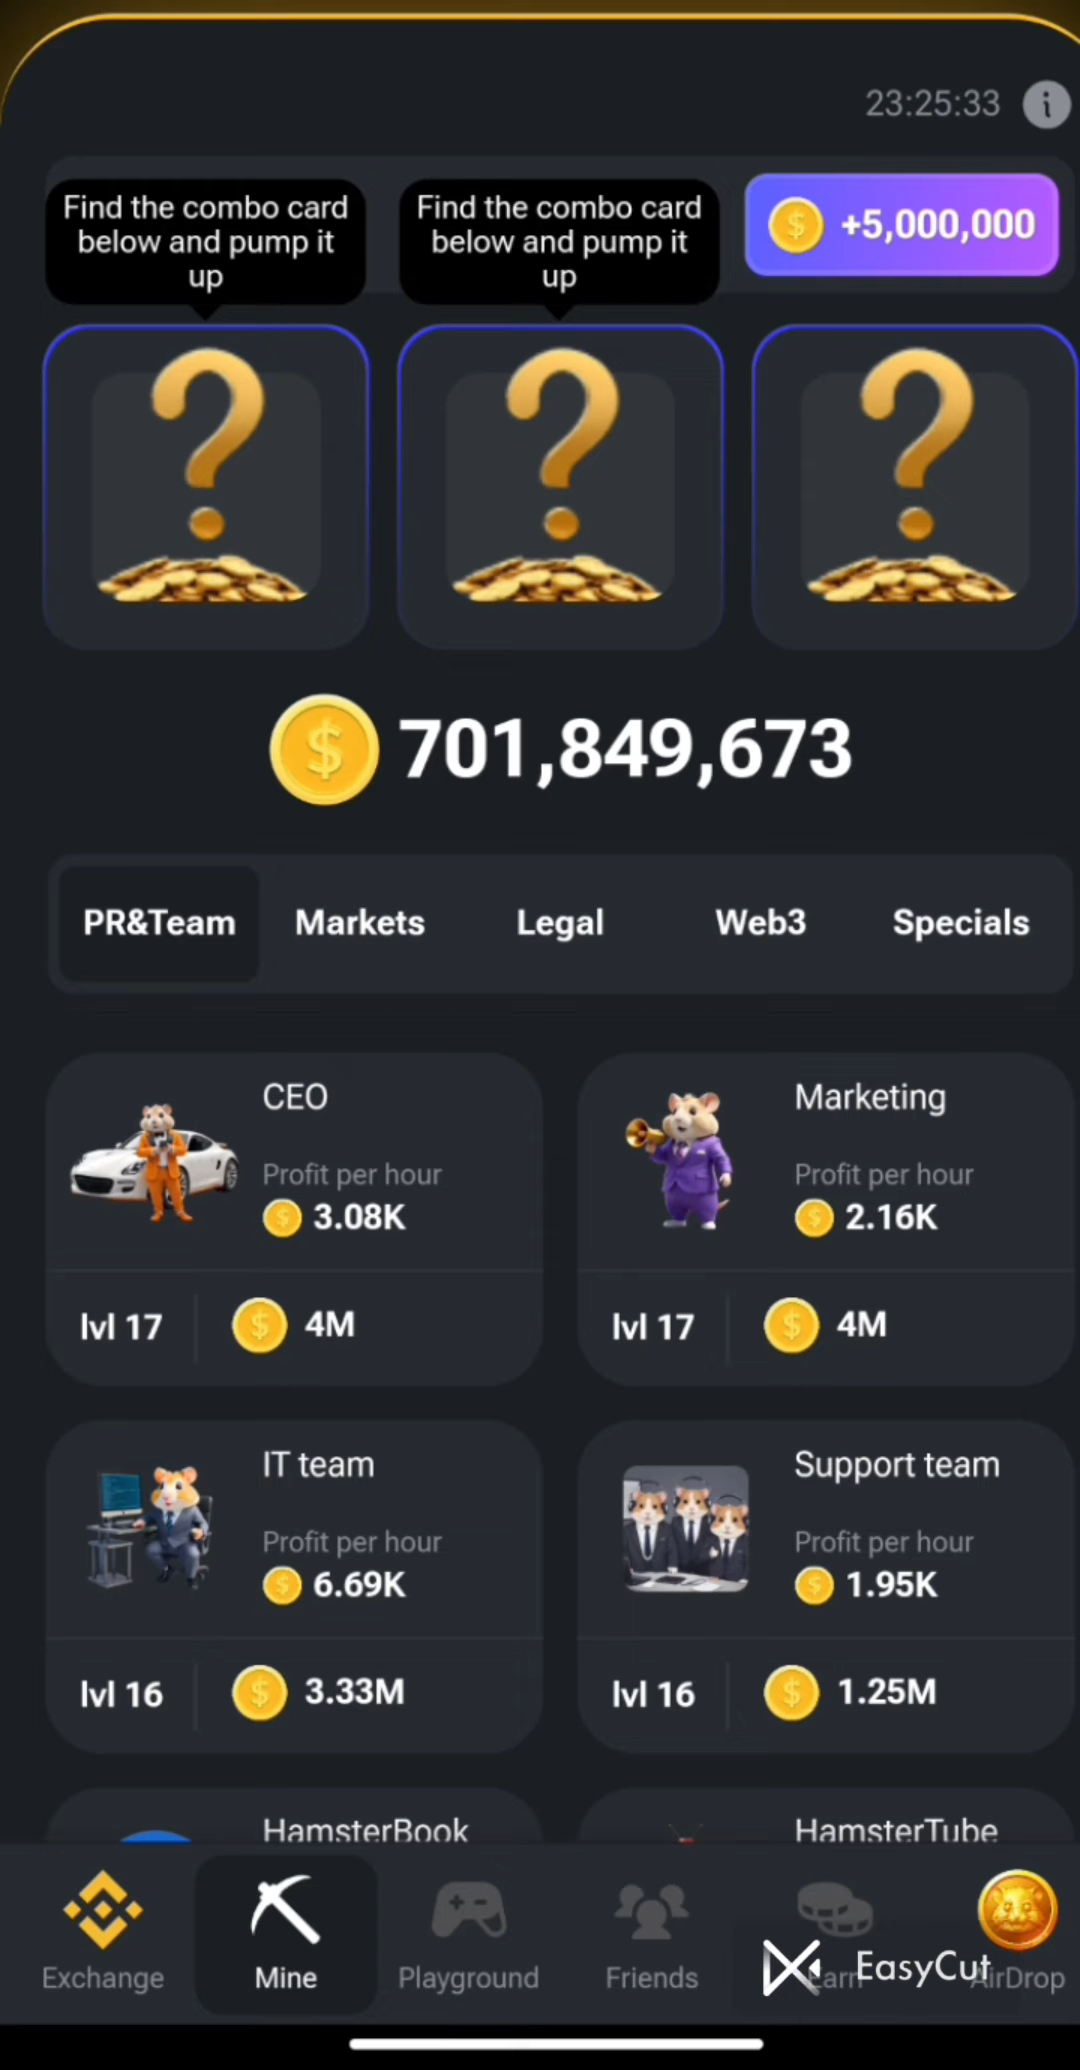 23:25:33
Find the combo card
below and pump it
up
Find the combo card
below and pump it
up
+5,000,000
701,849,673
PR&Team
Markets
Legal
Web3
Specials
CEO
Profit per hour
3.08K
lvl 17
4M
Marketing
Profit per hour
2.16K
lvl 17
4M
IT team
Profit per hour
6.69K
lvl 16
3.33M
Support team
Profit per hour
1.95K
lvl 16
1.25M
HamsterBook
HamsterTube
Exchange
Mine
Playground
Friends
Earn
AirDrop
EasyCut